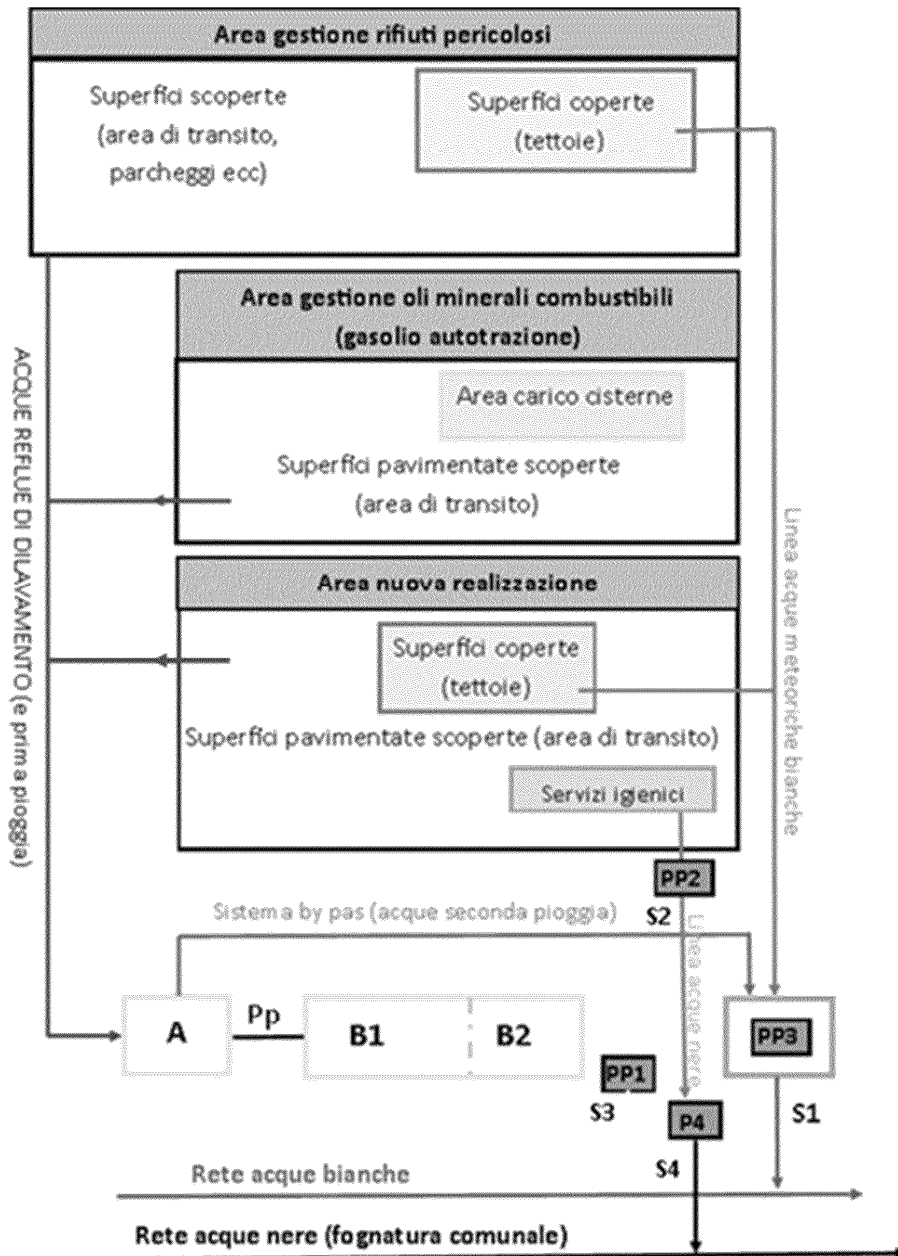 Area gestione rifiuti pericolosi
Superfici scoperte
(area di transito,
parcheggi ecc)
Superfici coperte
(tettoie)
Area gestione oli minerali combustibili
(gasolio autotrazione)
Area carico cisterne
Superfici pavimentate scoperte
(area di transito)
ACQUE REFLUE DI DILAVAMENTO (e prima pioggia)
Linea acque meteoriche bianche
Area nuova realizzazione
Superfici coperte
(tettoie)
Superfici pavimentate scoperte (area di transito)
Servizi igienici
PP2
S2
Sistema by pas (acque seconda pioggia)
Linea acque nere
A
Pp
B1
B2
PP3
PP1
S3
P4
S1
S4
Rete acque bianche
Rete acque nere (fognatura comunale)